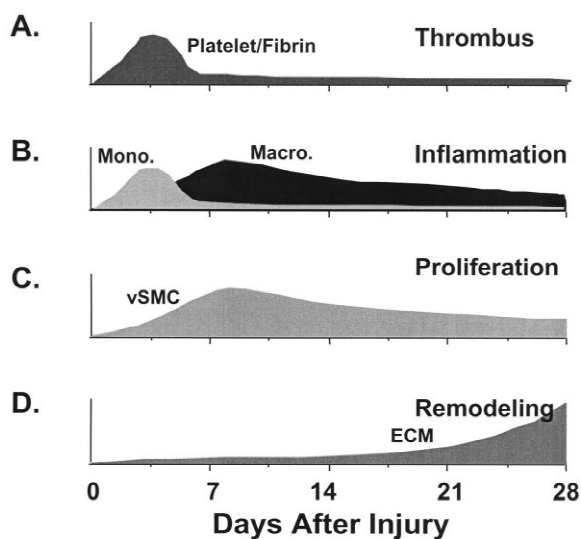 A.
Platelet/Fibrin
Thrombus
B.
Mono.
Macro.
Inflammation
C.
vSMC
Proliferation
D.
ECM
Remodeling
0 7 14 21 28
Days After Injury